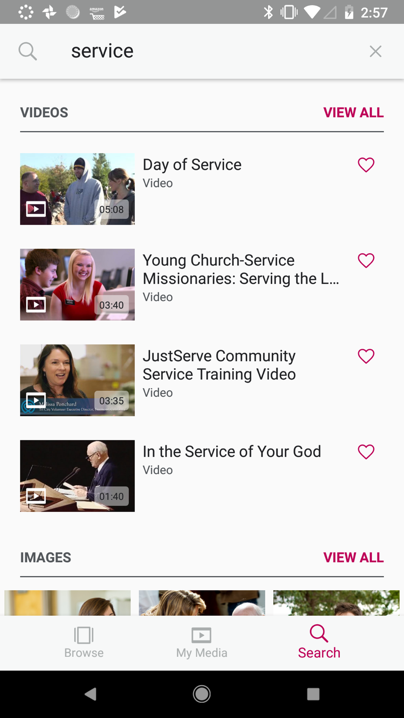 2:57
service
VIDEOS VIEW ALL
Day of Service
Video
05:08
Young Church-Service
Missionaries: Serving the L...
Video
03:40
JustServe Community
Service Training Video
Video
03:35
In the Service of Your God
Video
01:40
IMAGES VIEW ALL
Browse My Media Search